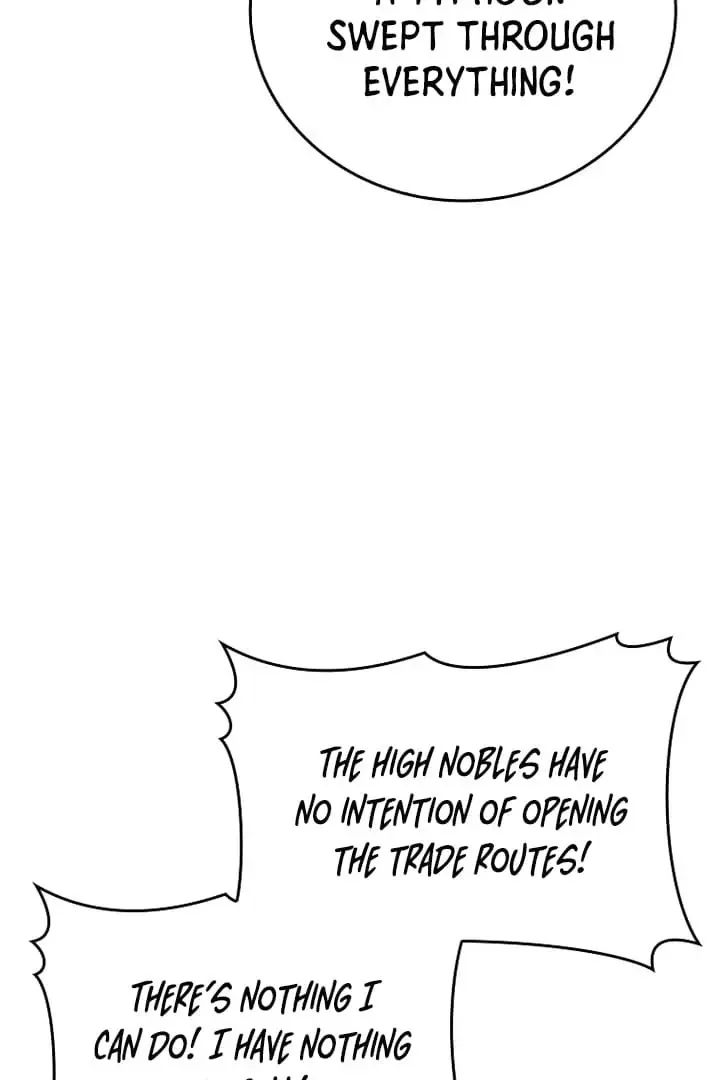 SWEPT THROUGH
EVERYTHING!
THE HIGH NOBLES HAVE
NO INTENTION OF OPENING
THE TRADE ROUTES!
THERE'S NOTHING I
CAN DO! I HAVE NOTHING